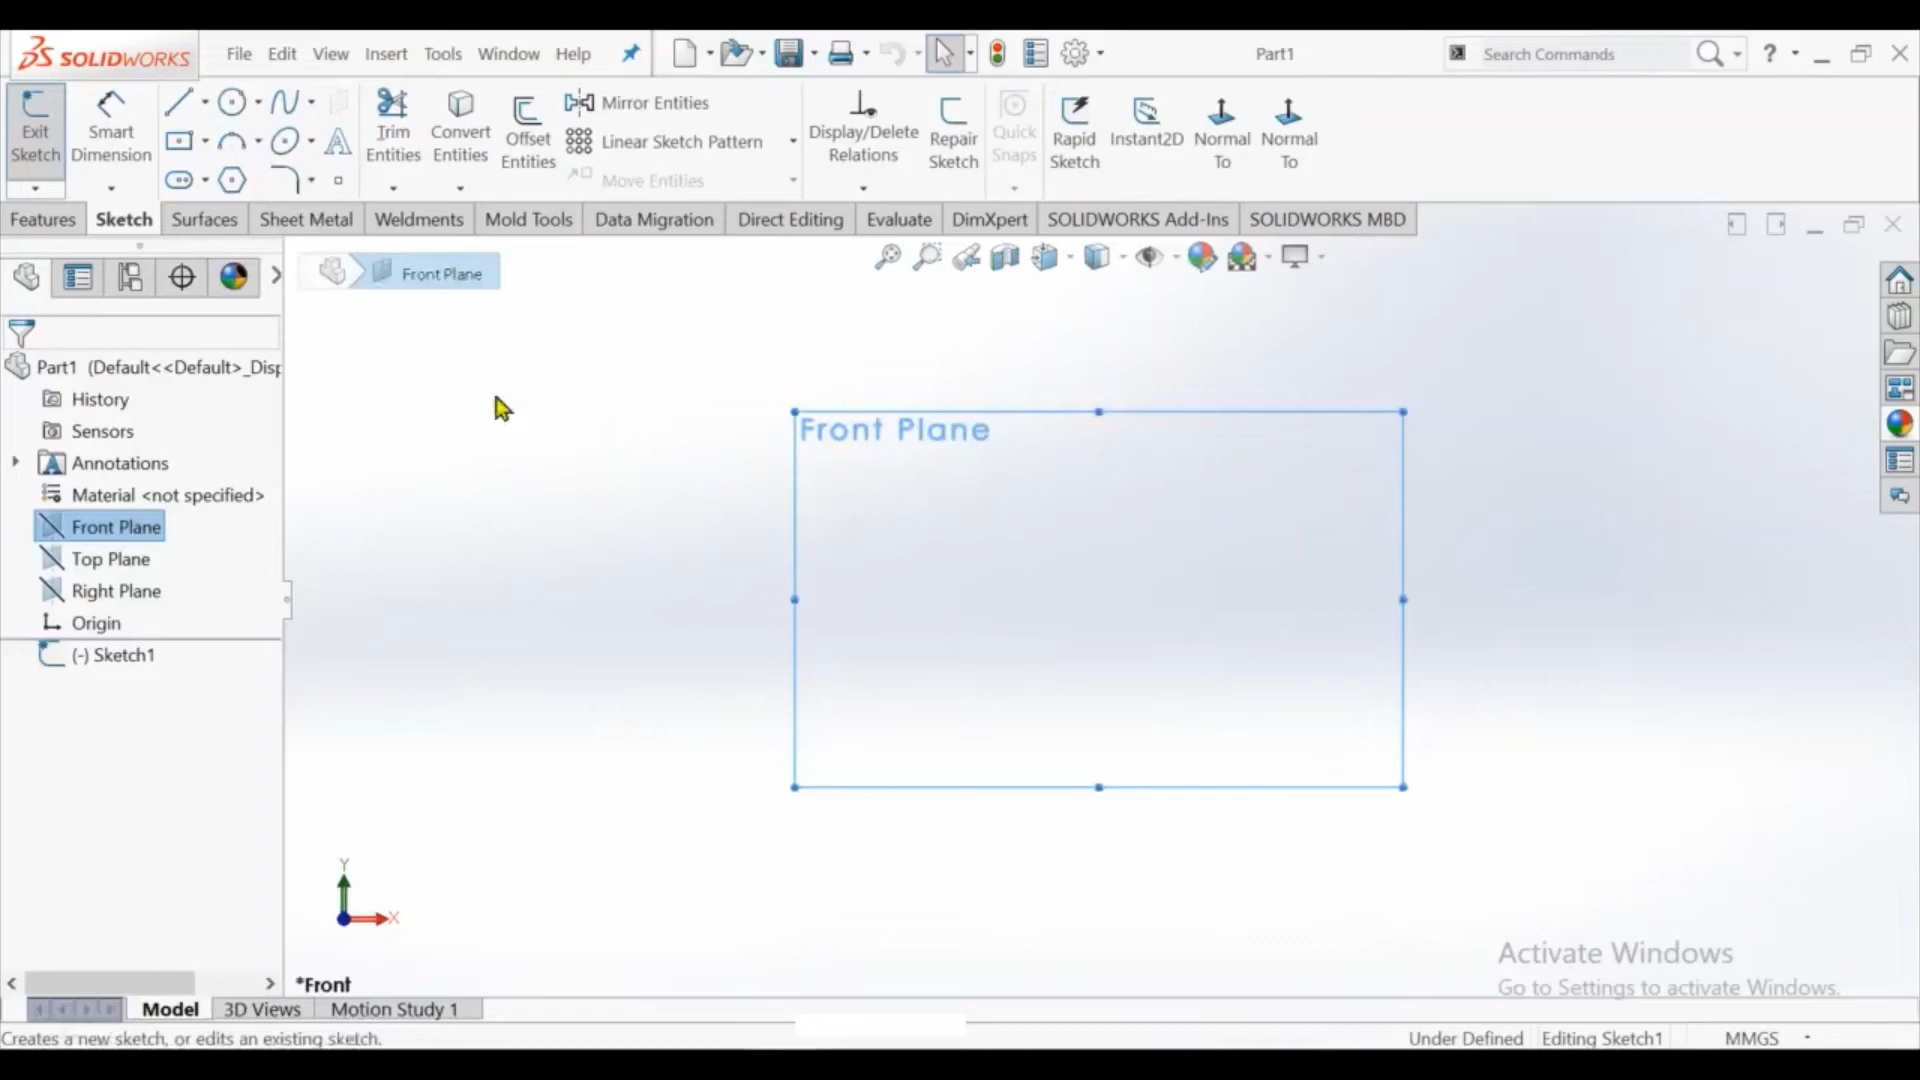 SOLIDWORKS File Edit View Insert Tools Window Help Part1 Search Commands ?
Exit Sketch
Smart Dimension
Trim Entities
Convert Entities
Offset Entities
Mirror Entities
Linear Sketch Pattern
Move Entities
Display/Delete Relations
Repair Sketch
Quick Snaps
Rapid Sketch
Instant2D
Normal To
Normal To
Features Sketch Surfaces Sheet Metal Weldments Mold Tools Data Migration Direct Editing Evaluate DimXpert SOLIDWORKS Add-Ins SOLIDWORKS MBD
Front Plane
Part1 (Default<<Default>_Disp
History
Sensors
Annotations
Material <not specified>
Front Plane
Top Plane
Right Plane
Origin
(-) Sketch1
Front Plane
Y
X
*Front
Activate Windows
Go to Settings to activate Windows.
Model 3D Views Motion Study 1
Creates a new sketch, or edits an existing sketch. Under Defined Editing Sketch1 MMGS -